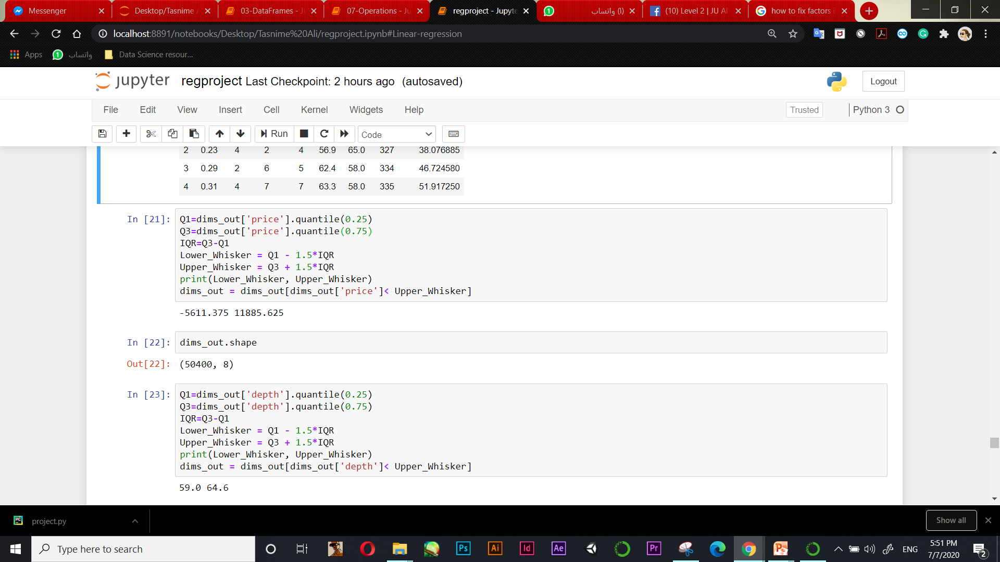 Messenger
Desktop/Tasnime
03-DataFrames - 
07-Operations - Ju
regproject - Jupyte
(۱) واتساب
(10) Level 2 | JU Al
how to fix factors i
localhost:8891/notebooks/Desktop/Tasnime%20Ali/regproject.ipynb#Linear-regression
Apps
واتساب
Data Science resour...
jupyter regproject Last Checkpoint: 2 hours ago (autosaved)
Logout
File Edit View Insert Cell Kernel Widgets Help
Trusted
Python 3
Run
Code
2 0.23 4 2 4 56.9 65.0 327 38.076885
3 0.29 2 6 5 62.4 58.0 334 46.724580
4 0.31 4 7 7 63.3 58.0 335 51.917250
In [21]:
Q1=dims_out['price'].quantile(0.25)
Q3=dims_out['price'].quantile(0.75)
IQR=Q3-Q1
Lower_Whisker = Q1 - 1.5*IQR
Upper_Whisker = Q3 + 1.5*IQR
print(Lower_Whisker, Upper_Whisker)
dims_out = dims_out[dims_out['price']< Upper_Whisker]
-5611.375 11885.625
In [22]:
dims_out.shape
Out[22]:
(50400, 8)
In [23]:
Q1=dims_out['depth'].quantile(0.25)
Q3=dims_out['depth'].quantile(0.75)
IQR=Q3-Q1
Lower_Whisker = Q1 - 1.5*IQR
Upper_Whisker = Q3 + 1.5*IQR
print(Lower_Whisker, Upper_Whisker)
dims_out = dims_out[dims_out['depth']< Upper_Whisker]
59.0 64.6
PC
project.py
Show all
Type here to search
Ps
Ai
Id
Ae
Pr
ENG
5:51 PM
7/7/2020
2